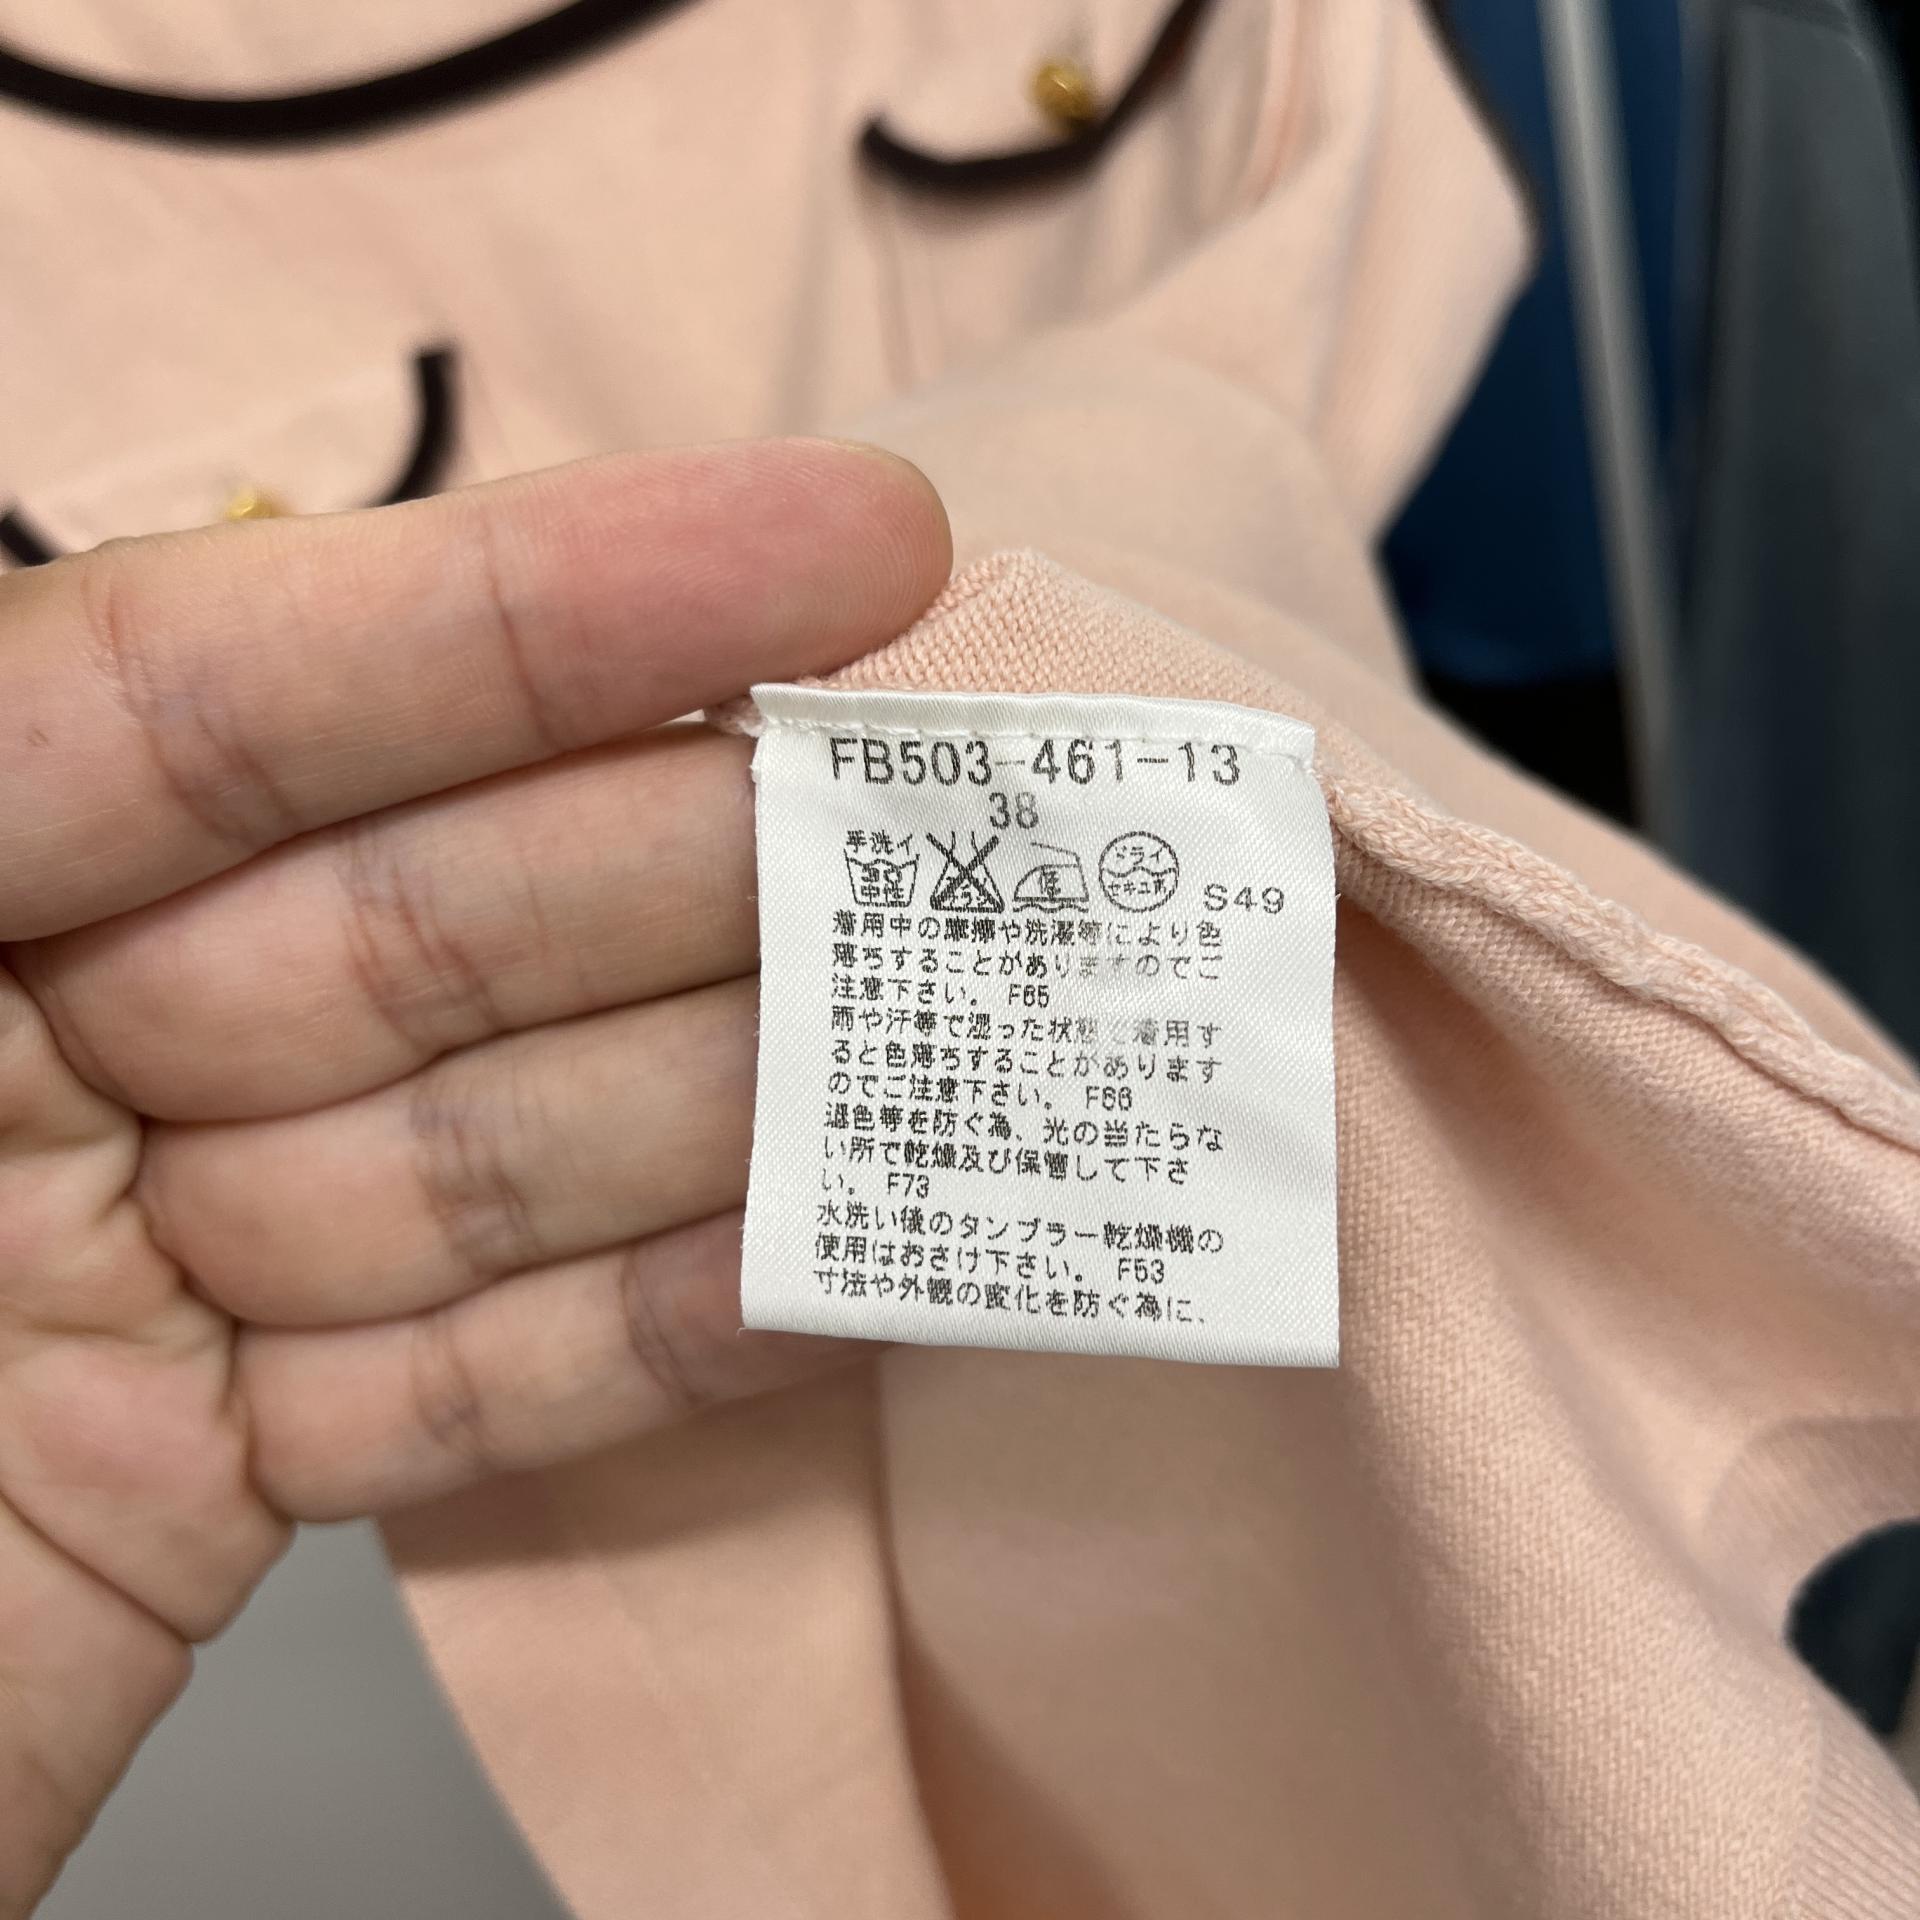 FB503-461-13
38
手洗イ
中性
ドライ
セキユ系
S49
着用中の摩擦や洗濯等により色
落ちすることがありますのでご
注意下さい。 F65
雨や汗等で湿った状態で着用す
ると色落ちすることがあります
のでご注意下さい。 F66
退色等を防ぐ為、光の当たらな
い所で乾燥及び保管して下さ
い。 F73
水洗い後のタンブラー乾燥機の
使用はおさけ下さい。 F53
寸法や外観の変化を防ぐ為に、